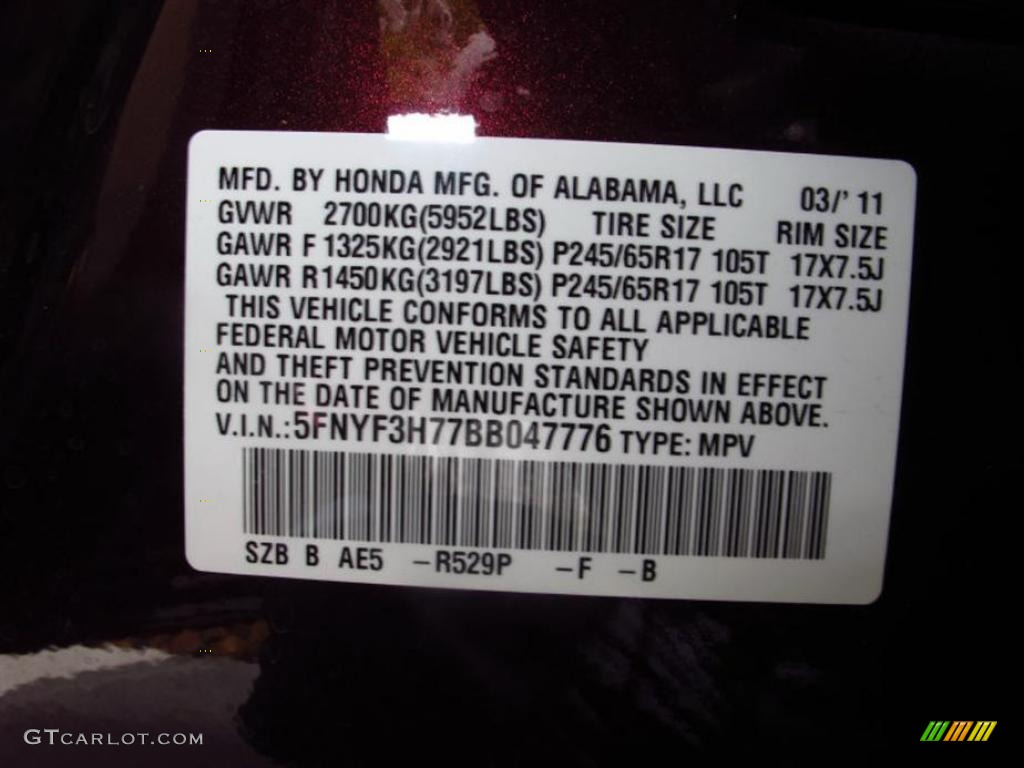 MFD. BY HONDA MFG. OF ALABAMA, LLC 03/' 11
GVWR 2700KG(5952LBS) TIRE SIZE RIM SIZE
GAWR F 1325KG(2921LBS) P245/65R17 105T 17X7.5J
GAWR R1450KG(3197LBS) P245/65R17 105T 17X7.5J
THIS VEHICLE CONFORMS TO ALL APPLICABLE
FEDERAL MOTOR VEHICLE SAFETY
AND THEFT PREVENTION STANDARDS IN EFFECT
ON THE DATE OF MANUFACTURE SHOWN ABOVE.
V.I.N.:5FNYF3H77BB047776 TYPE: MPV
SZB B AE5 –R529P –F –B
GTCARLOT.COM